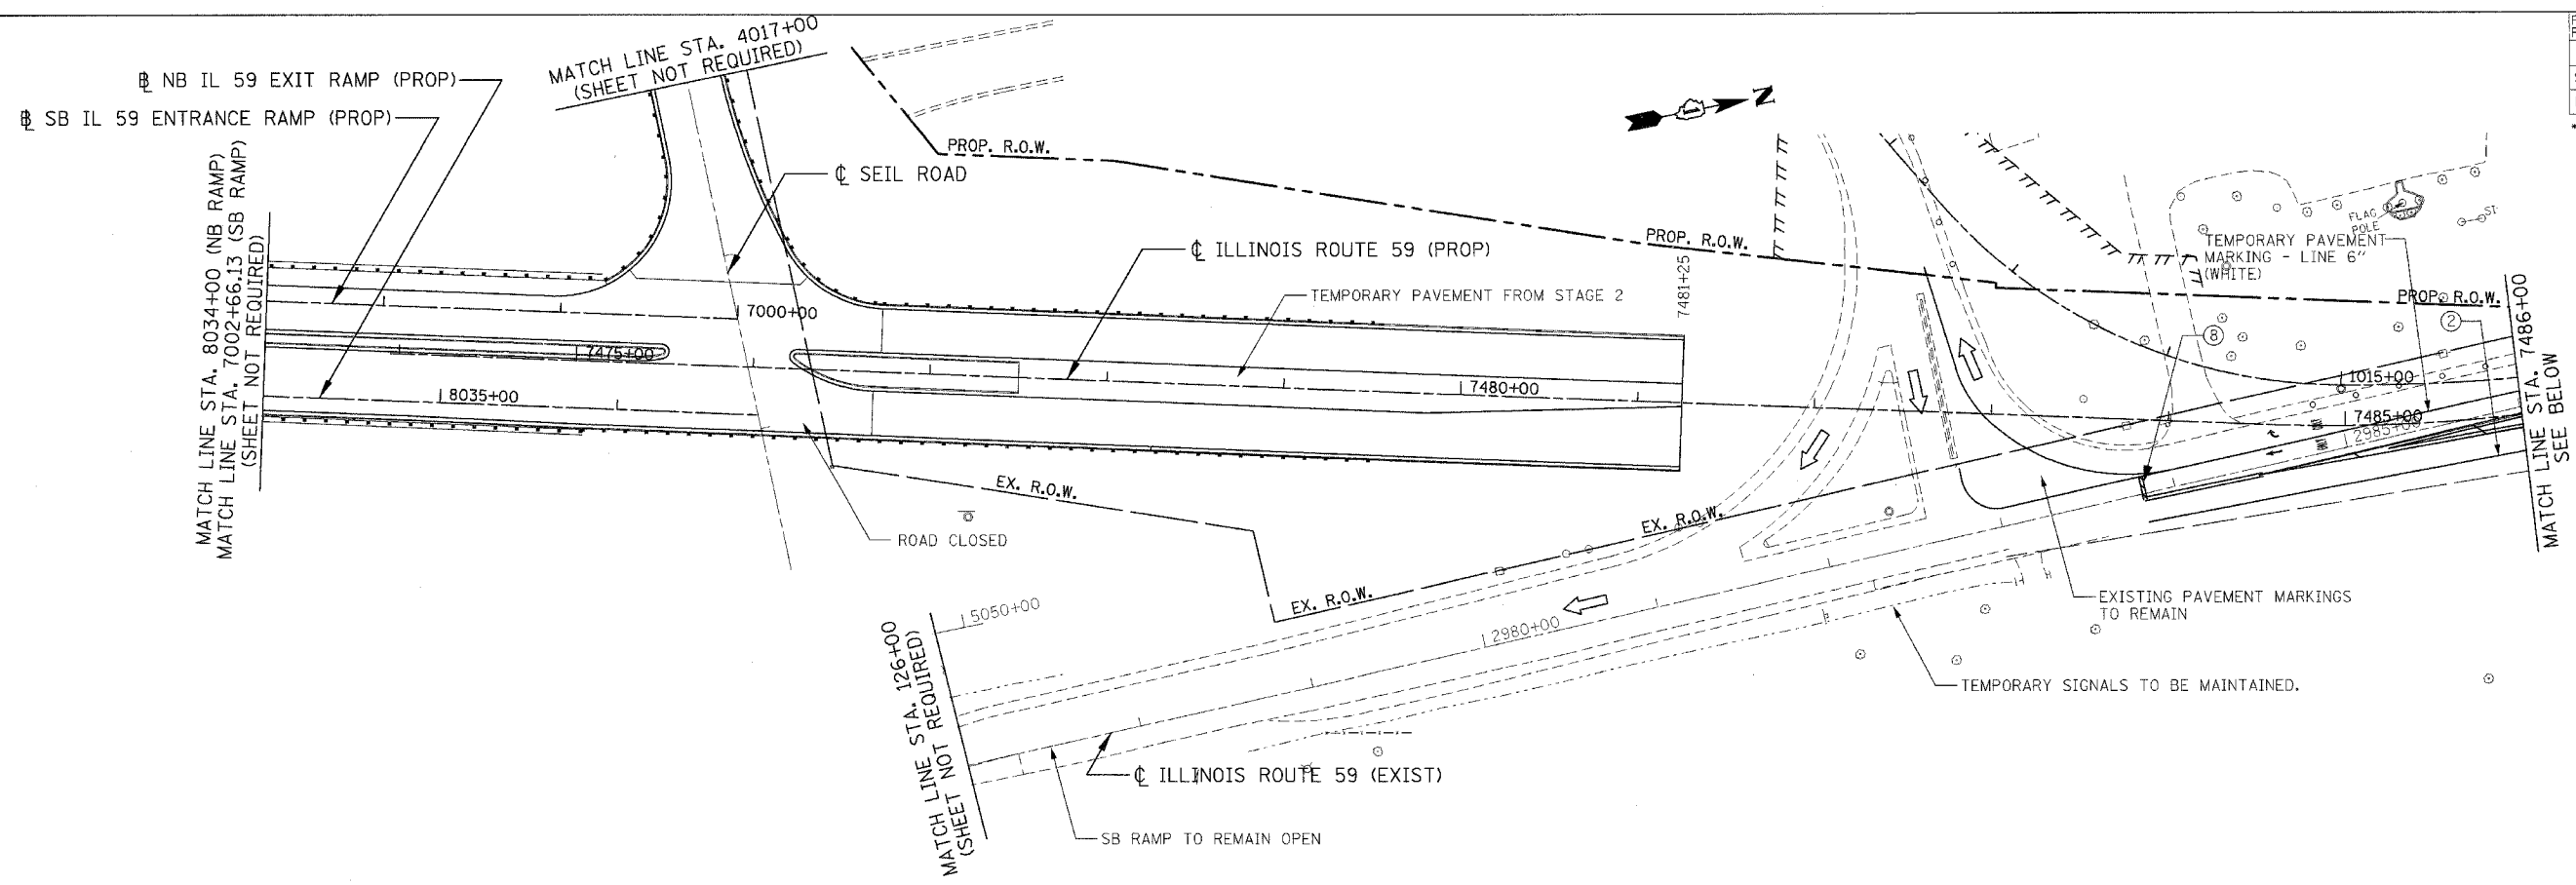 MATCH LINE STA. 4017+00
(SHEET NOT REQUIRED)
⅊ NB IL 59 EXIT RAMP (PROP)
⅊ SB IL 59 ENTRANCE RAMP (PROP)
MATCH LINE STA. 8034+00 (NB RAMP)
MATCH LINE STA. 7002+66.13 (SB RAMP)
(SHEET NOT REQUIRED)
℄ SEIL ROAD
PROP. R.O.W.
N
℄ ILLINOIS ROUTE 59 (PROP)
TEMPORARY PAVEMENT FROM STAGE 2
7481+25
PROP. R.O.W.
FLAG
POLE
TEMPORARY PAVEMENT
MARKING - LINE 6"
(WHITE)
PROP. R.O.W.
7000+00
7475+00
8035+00
7480+00
8
2
1015+00
7485+00
2985+00
MATCH LINE STA. 7486+00
SEE BELOW
EX. R.O.W.
ROAD CLOSED
EX. R.O.W.
EX. R.O.W.
EXISTING PAVEMENT MARKINGS
TO REMAIN
5050+00
2980+00
MATCH LINE STA. 126+00
(SHEET NOT REQUIRED)
TEMPORARY SIGNALS TO BE MAINTAINED.
℄ ILLINOIS ROUTE 59 (EXIST)
SB RAMP TO REMAIN OPEN